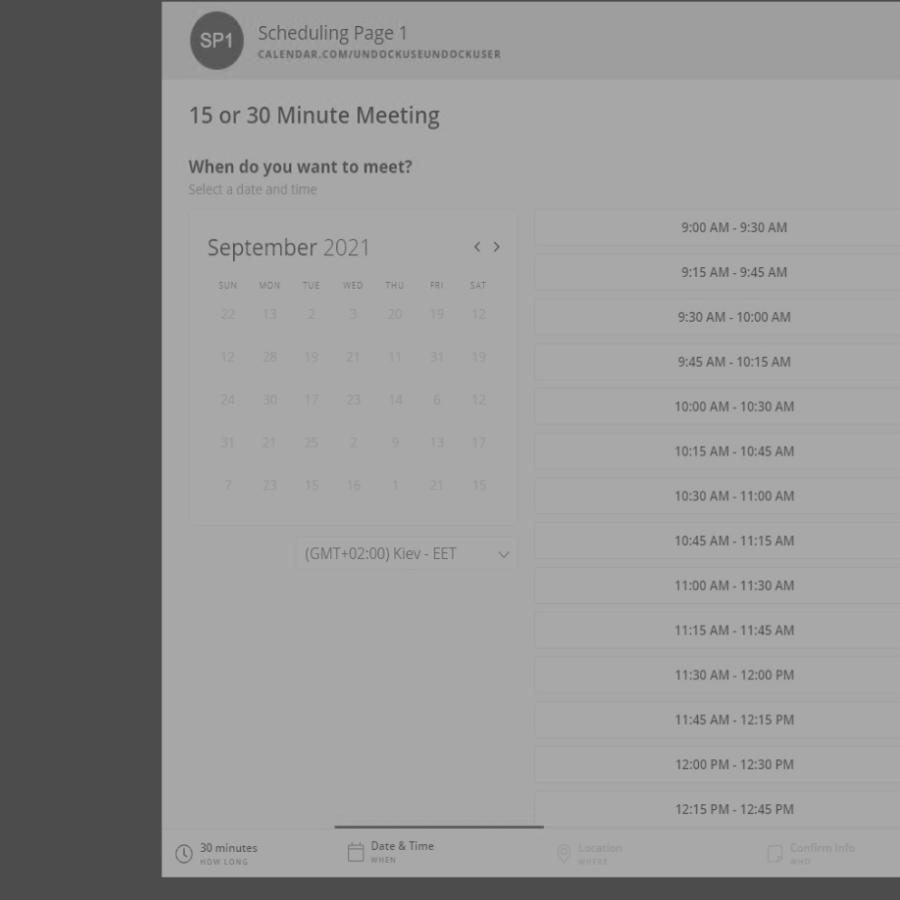 SP1
Scheduling Page 1
CALENDAR.COM/UNDOCKUSEUNDOCKUSER
15 or 30 Minute Meeting
When do you want to meet?
Select a date and time
September 2021
SUN MON TUE WED THU FRI SAT
22 13 2 3 20 19 12
12 28 19 21 11 31 19
24 30 17 23 14 6 12
31 21 25 2 9 13 17
7 23 15 16 1 21 15
(GMT+02:00) Kiev - EET
9:00 AM - 9:30 AM
9:15 AM - 9:45 AM
9:30 AM - 10:00 AM
9:45 AM - 10:15 AM
10:00 AM - 10:30 AM
10:15 AM - 10:45 AM
10:30 AM - 11:00 AM
10:45 AM - 11:15 AM
11:00 AM - 11:30 AM
11:15 AM - 11:45 AM
11:30 AM - 12:00 PM
11:45 AM - 12:15 PM
12:00 PM - 12:30 PM
12:15 PM - 12:45 PM
30 minutes
HOW LONG
Date & Time
WHEN
Location
WHERE
Confirm Info
WHO